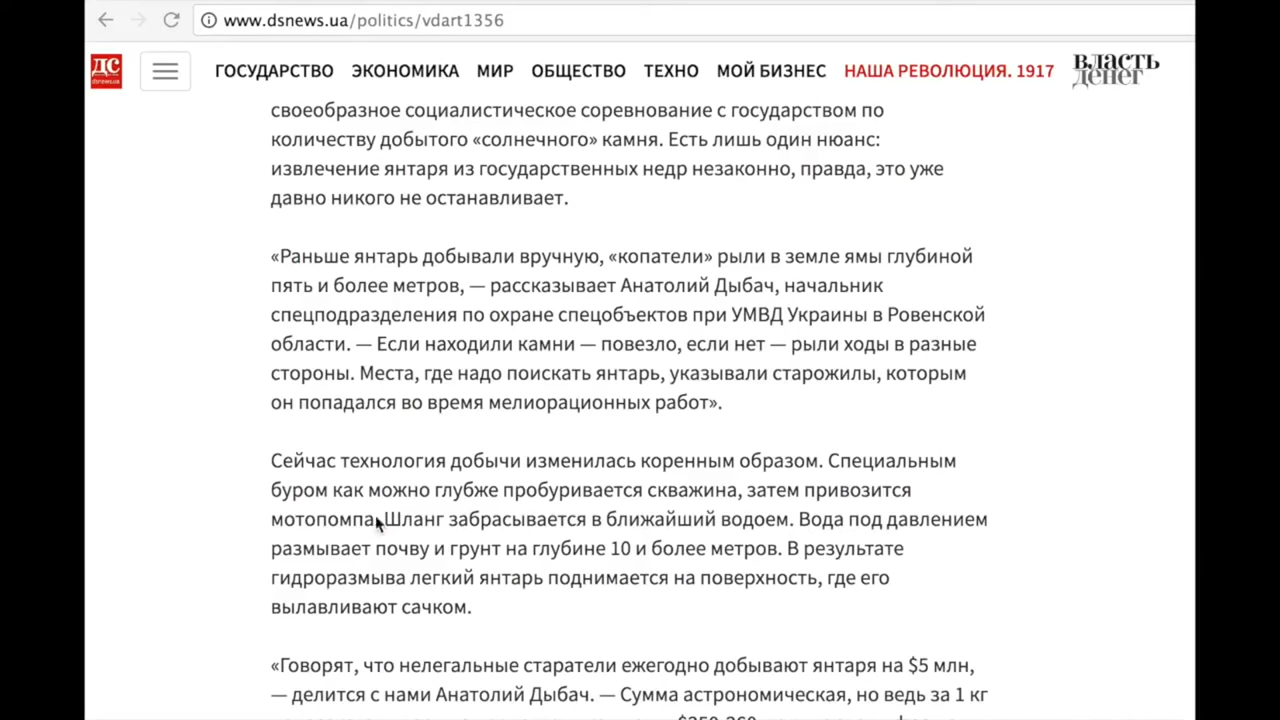 www.dsnews.ua/politics/vdart1356
ДС
dsnews.ua
ГОСУДАРСТВО ЭКОНОМИКА МИР ОБЩЕСТВО ТЕХНО МОЙ БИЗНЕС НАША РЕВОЛЮЦИЯ. 1917
власть
денег
своеобразное социалистическое соревнование с государством по
количеству добытого «солнечного» камня. Есть лишь один нюанс:
извлечение янтаря из государственных недр незаконно, правда, это уже
давно никого не останавливает.
«Раньше янтарь добывали вручную, «копатели» рыли в земле ямы глубиной
пять и более метров, — рассказывает Анатолий Дыбач, начальник
спецподразделения по охране спецобъектов при УМВД Украины в Ровенской
области. — Если находили камни — повезло, если нет — рыли ходы в разные
стороны. Места, где надо поискать янтарь, указывали старожилы, которым
он попадался во время мелиорационных работ».
Сейчас технология добычи изменилась коренным образом. Специальным
буром как можно глубже пробуривается скважина, затем привозится
мотопомпа. Шланг забрасывается в ближайший водоем. Вода под давлением
размывает почву и грунт на глубине 10 и более метров. В результате
гидроразмыва легкий янтарь поднимается на поверхность, где его
вылавливают сачком.
«Говорят, что нелегальные старатели ежегодно добывают янтаря на $5 млн,
— делится с нами Анатолий Дыбач. — Сумма астрономическая, но ведь за 1 кг